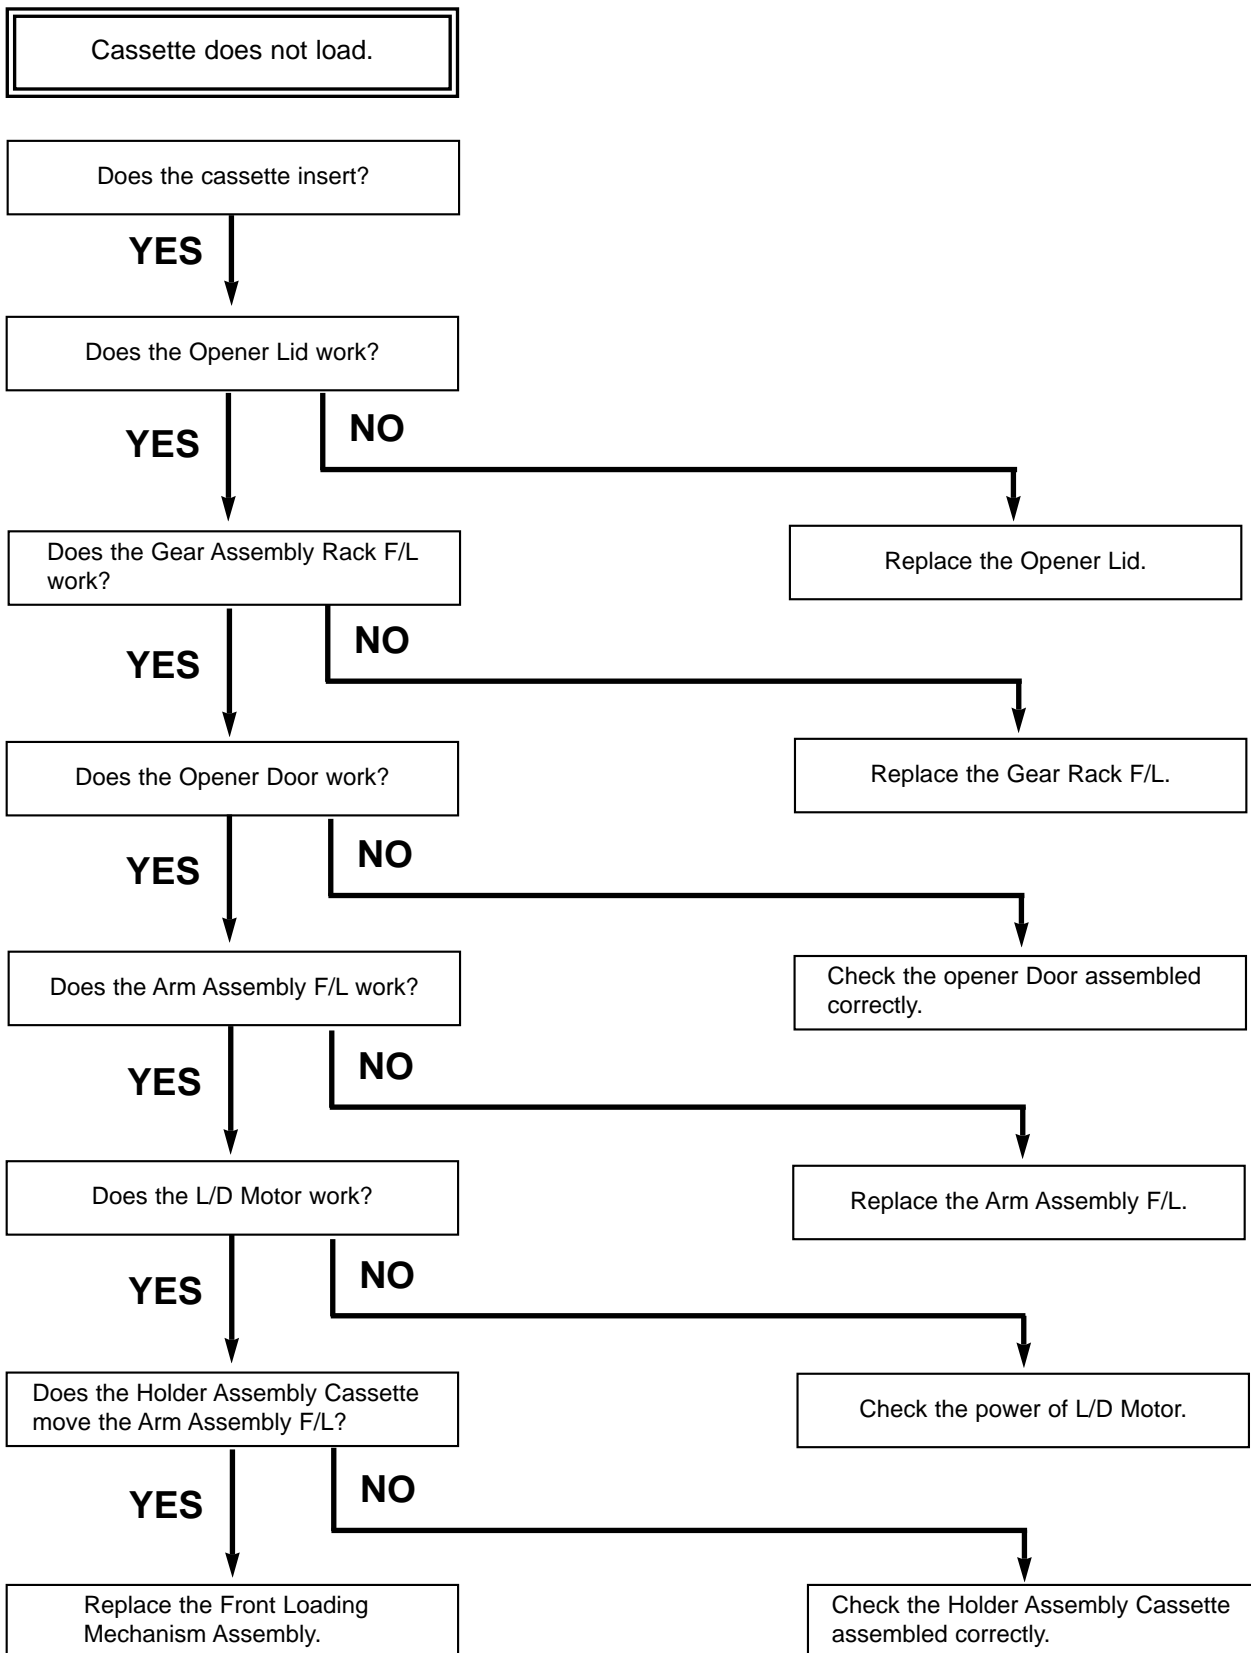 Cassette does not load.
Does the cassette insert?
YES
Does the Opener Lid work?
YES
NO
Does the Gear Assembly Rack F/L
work?
Replace the Opener Lid.
YES
NO
Does the Opener Door work?
Replace the Gear Rack F/L.
YES
NO
Does the Arm Assembly F/L work?
Check the opener Door assembled
correctly.
YES
NO
Does the L/D Motor work?
Replace the Arm Assembly F/L.
YES
NO
Does the Holder Assembly Cassette
move the Arm Assembly F/L?
Check the power of L/D Motor.
YES
NO
Replace the Front Loading
Mechanism Assembly.
Check the Holder Assembly Cassette
assembled correctly.